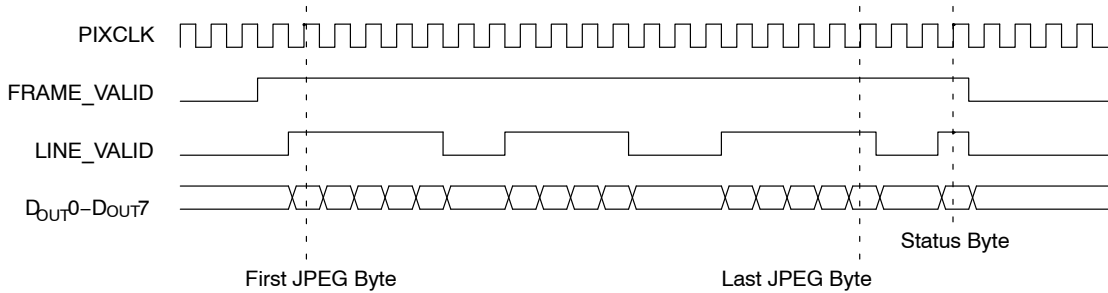 PIXCLK
FRAME_VALID
LINE_VALID
DOUT0–DOUT7
Status Byte
First JPEG Byte
Last JPEG Byte